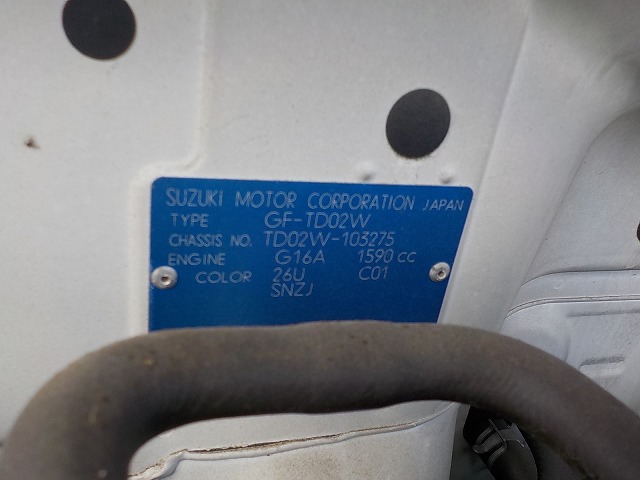 SUZUKI MOTOR CORPORATION JAPAN
TYPE GF-TD02W
CHASSIS NO. TD02W-103275
ENGINE G16A 1590 CC
COLOR 26U C01
SNZJ